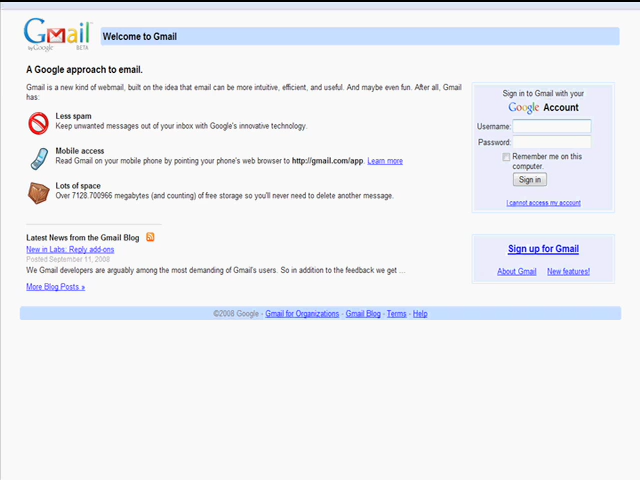 Gmail
by Google
BETA
Welcome to Gmail
A Google approach to email.
Gmail is a new kind of webmail, built on the idea that email can be more intuitive, efficient, and useful. And maybe even fun. After all, Gmail
has:
Less spam
Keep unwanted messages out of your inbox with Google's innovative technology.
Mobile access
Read Gmail on your mobile phone by pointing your phone's web browser to http://gmail.com/app. Learn more
Lots of space
Over 7128.700966 megabytes (and counting) of free storage so you'll never need to delete another message.
Latest News from the Gmail Blog
New in Labs: Reply add-ons
Posted September 11, 2008
We Gmail developers are arguably among the most demanding of Gmail's users. So in addition to the feedback we get ...
More Blog Posts »
Sign in to Gmail with your
Google Account
Username:
Password:
Remember me on this
computer.
Sign in
I cannot access my account
Sign up for Gmail
About Gmail New features!
©2008 Google - Gmail for Organizations - Gmail Blog - Terms - Help